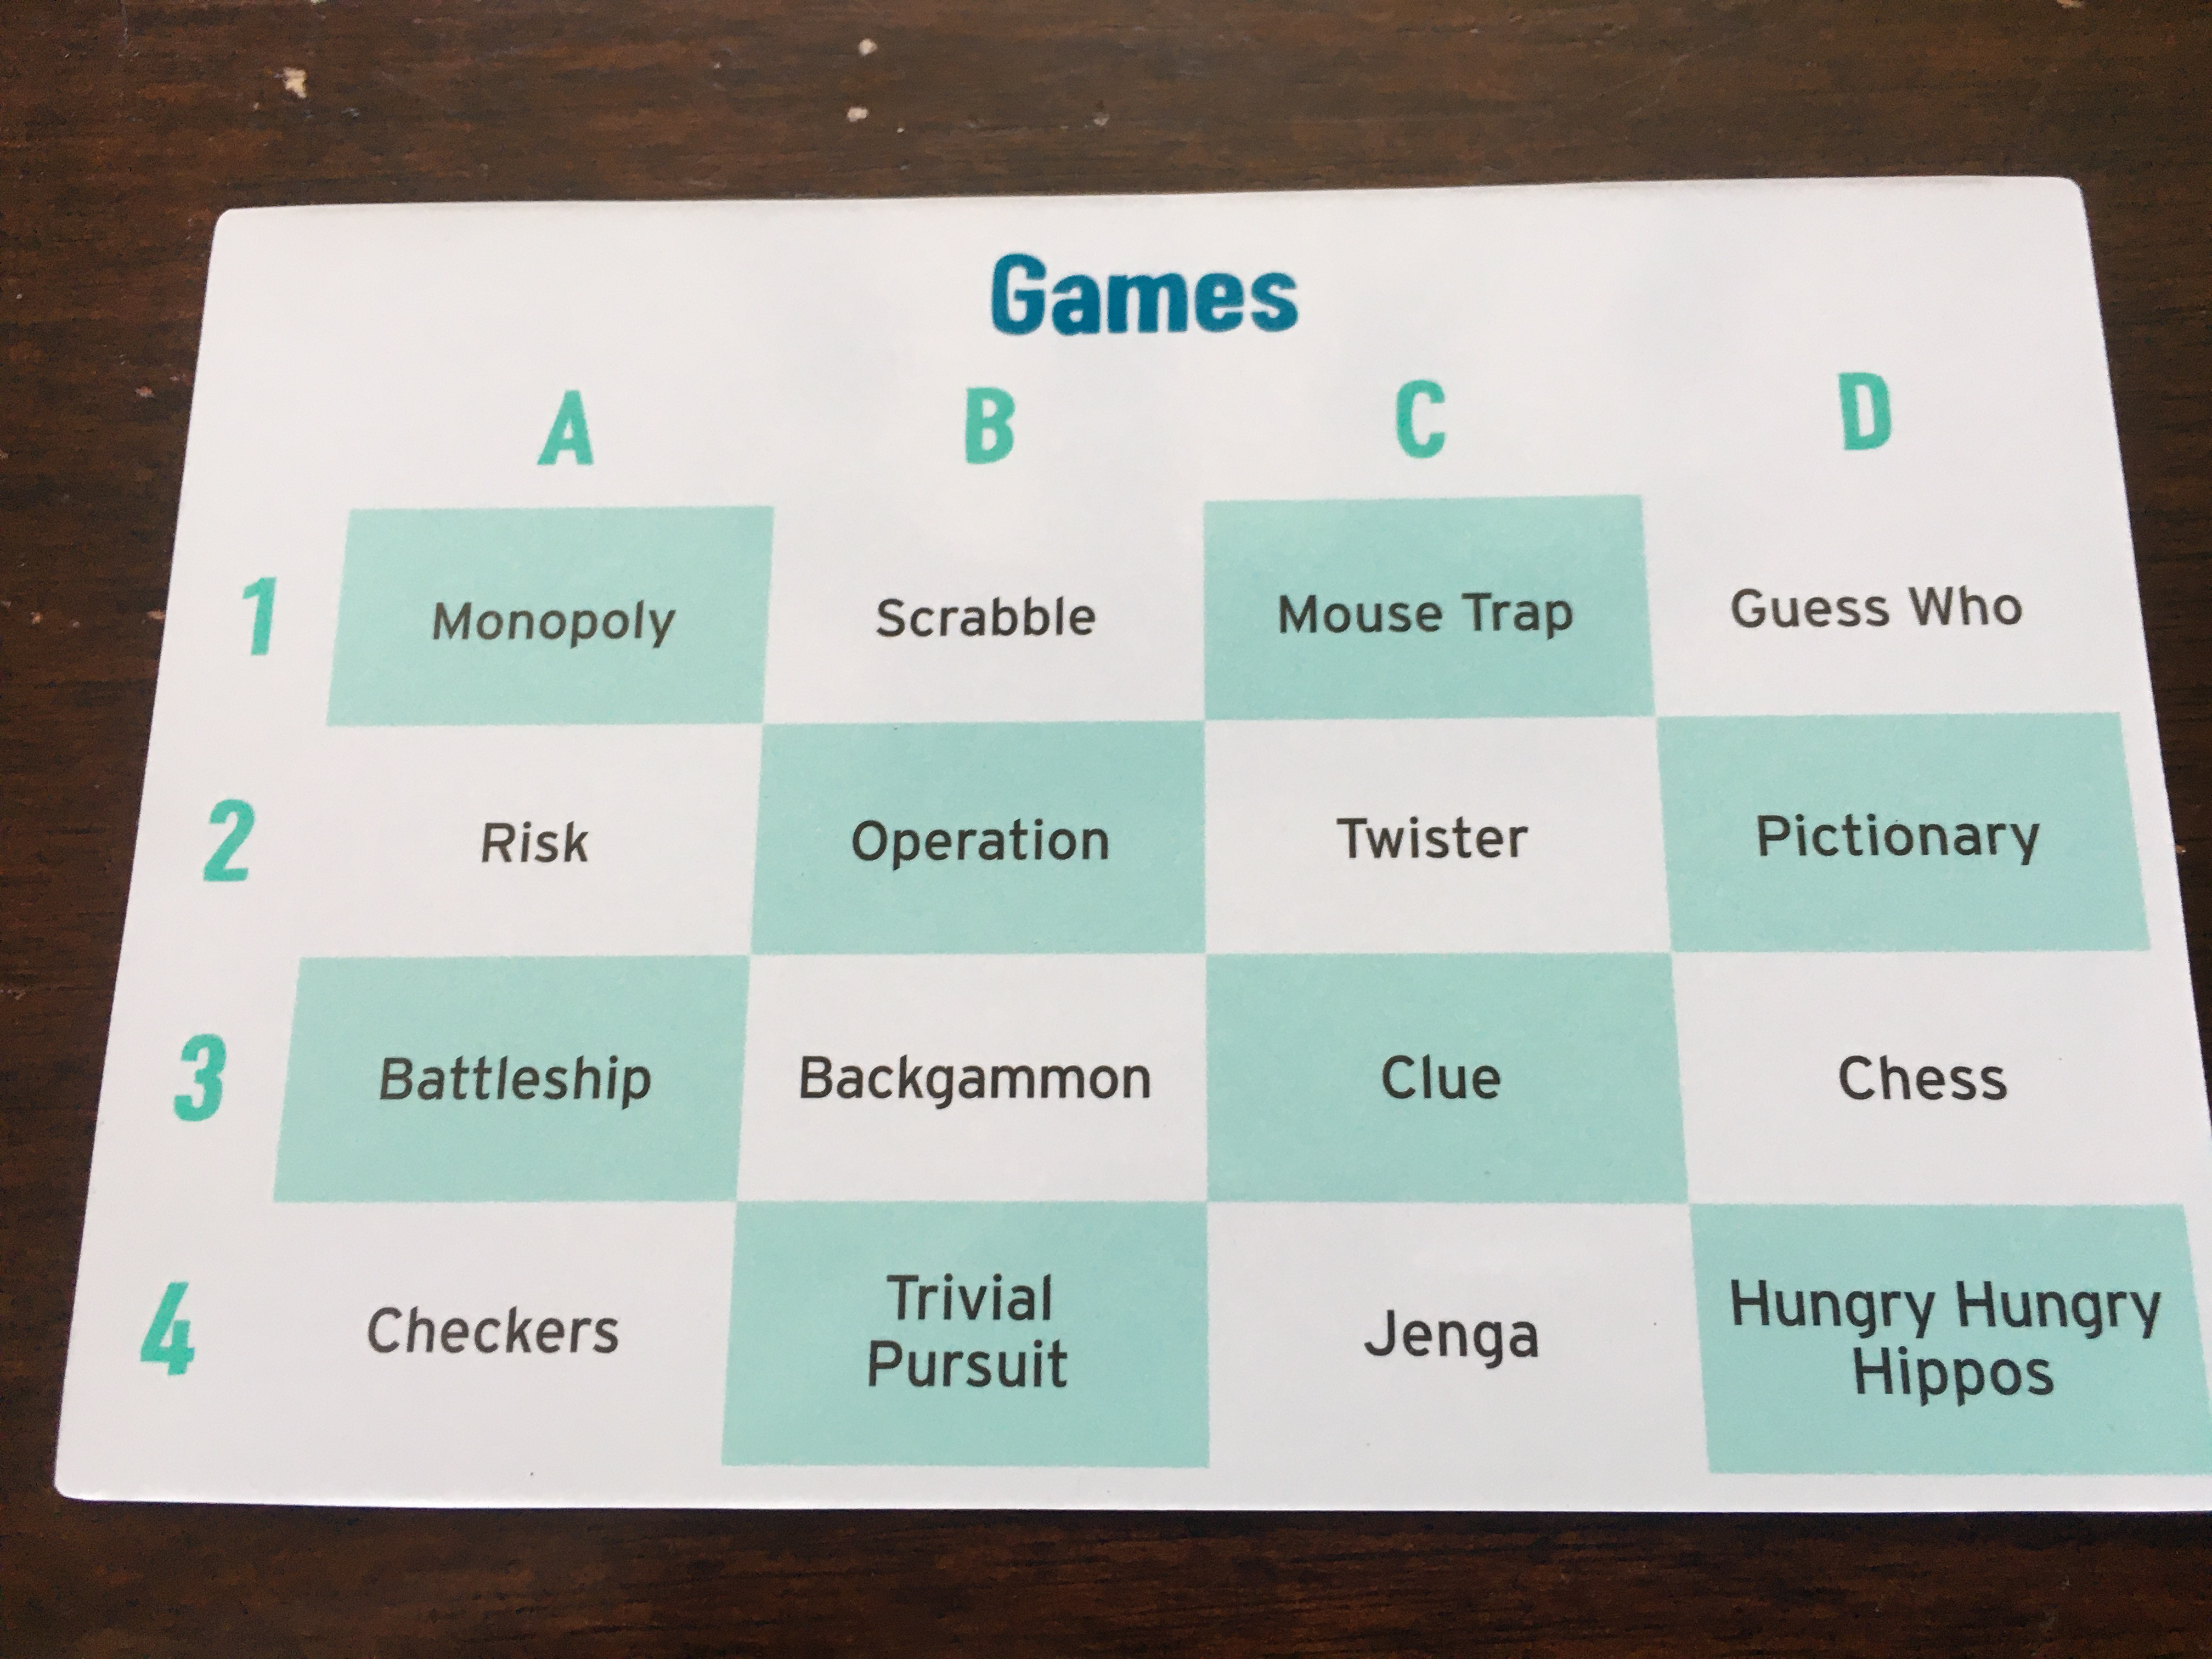 Games
A B C D
1 Monopoly Scrabble Mouse Trap Guess Who
2 Risk Operation Twister Pictionary
3 Battleship Backgammon Clue Chess
4 Checkers Trivial Pursuit Jenga Hungry Hungry Hippos